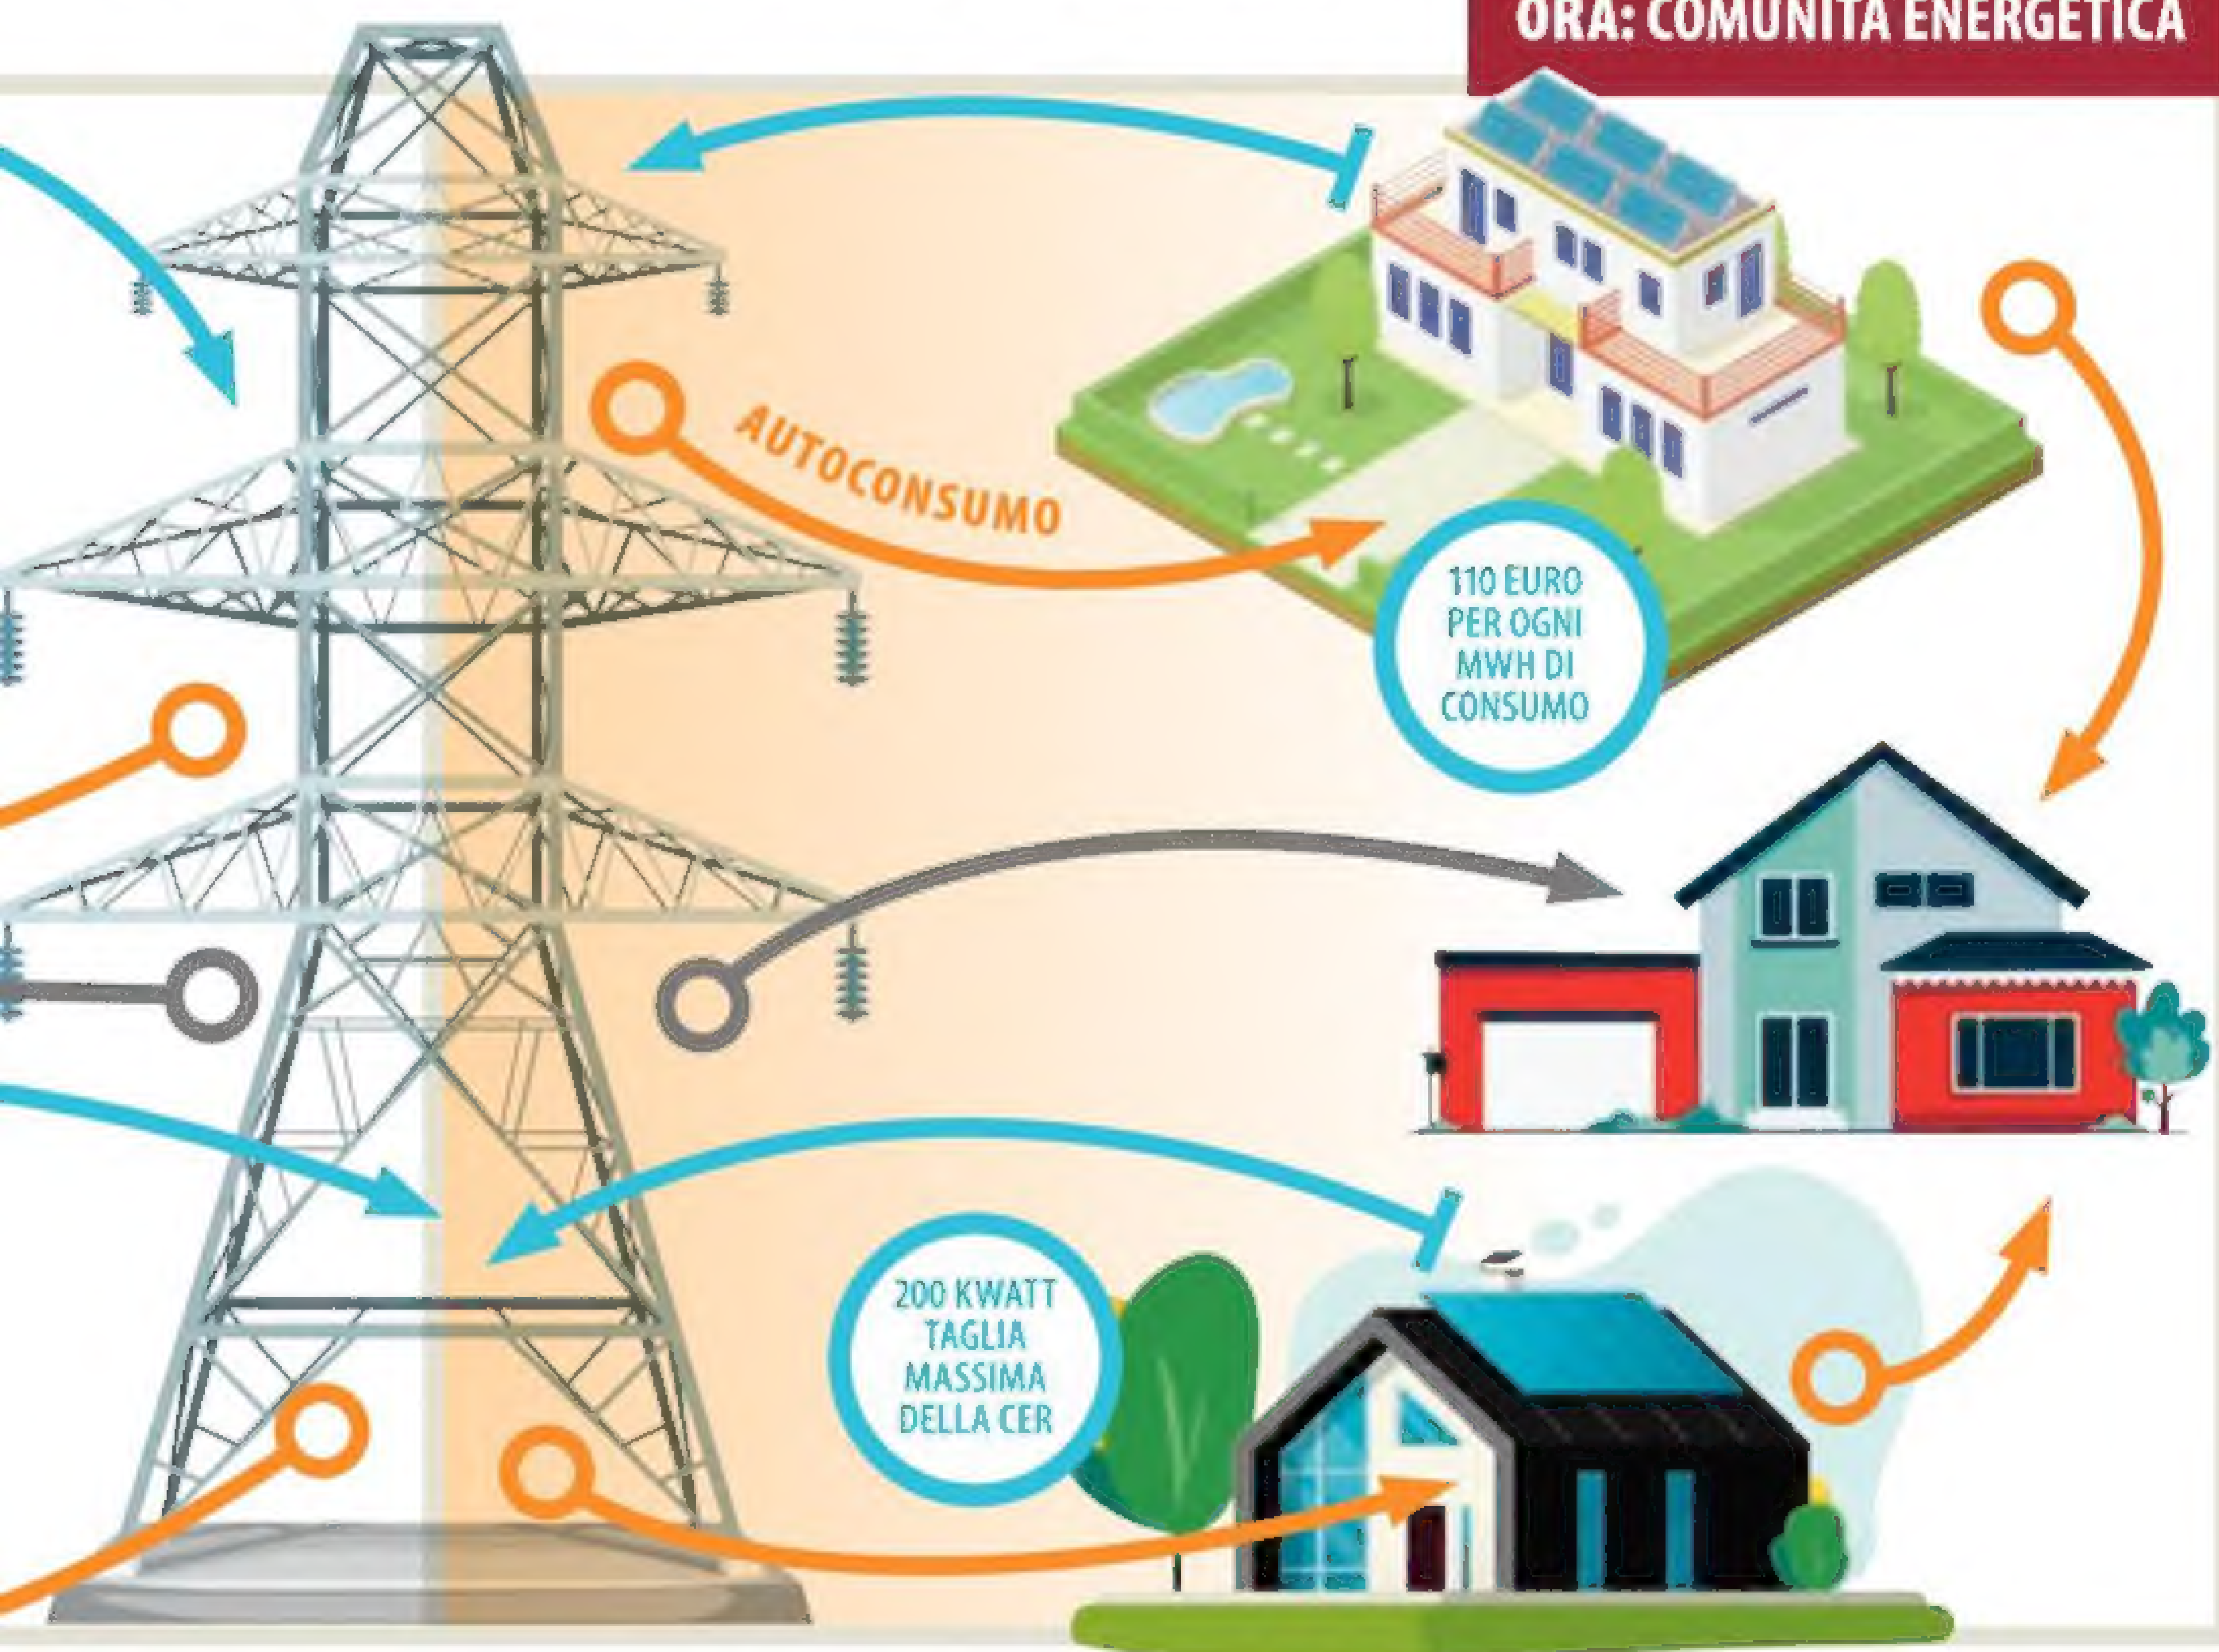 ORA: COMUNITÀ ENERGETICA
AUTOCONSUMO
110 EURO
PER OGNI
MWH DI
CONSUMO
200 KWATT
TAGLIA
MASSIMA
DELLA CER